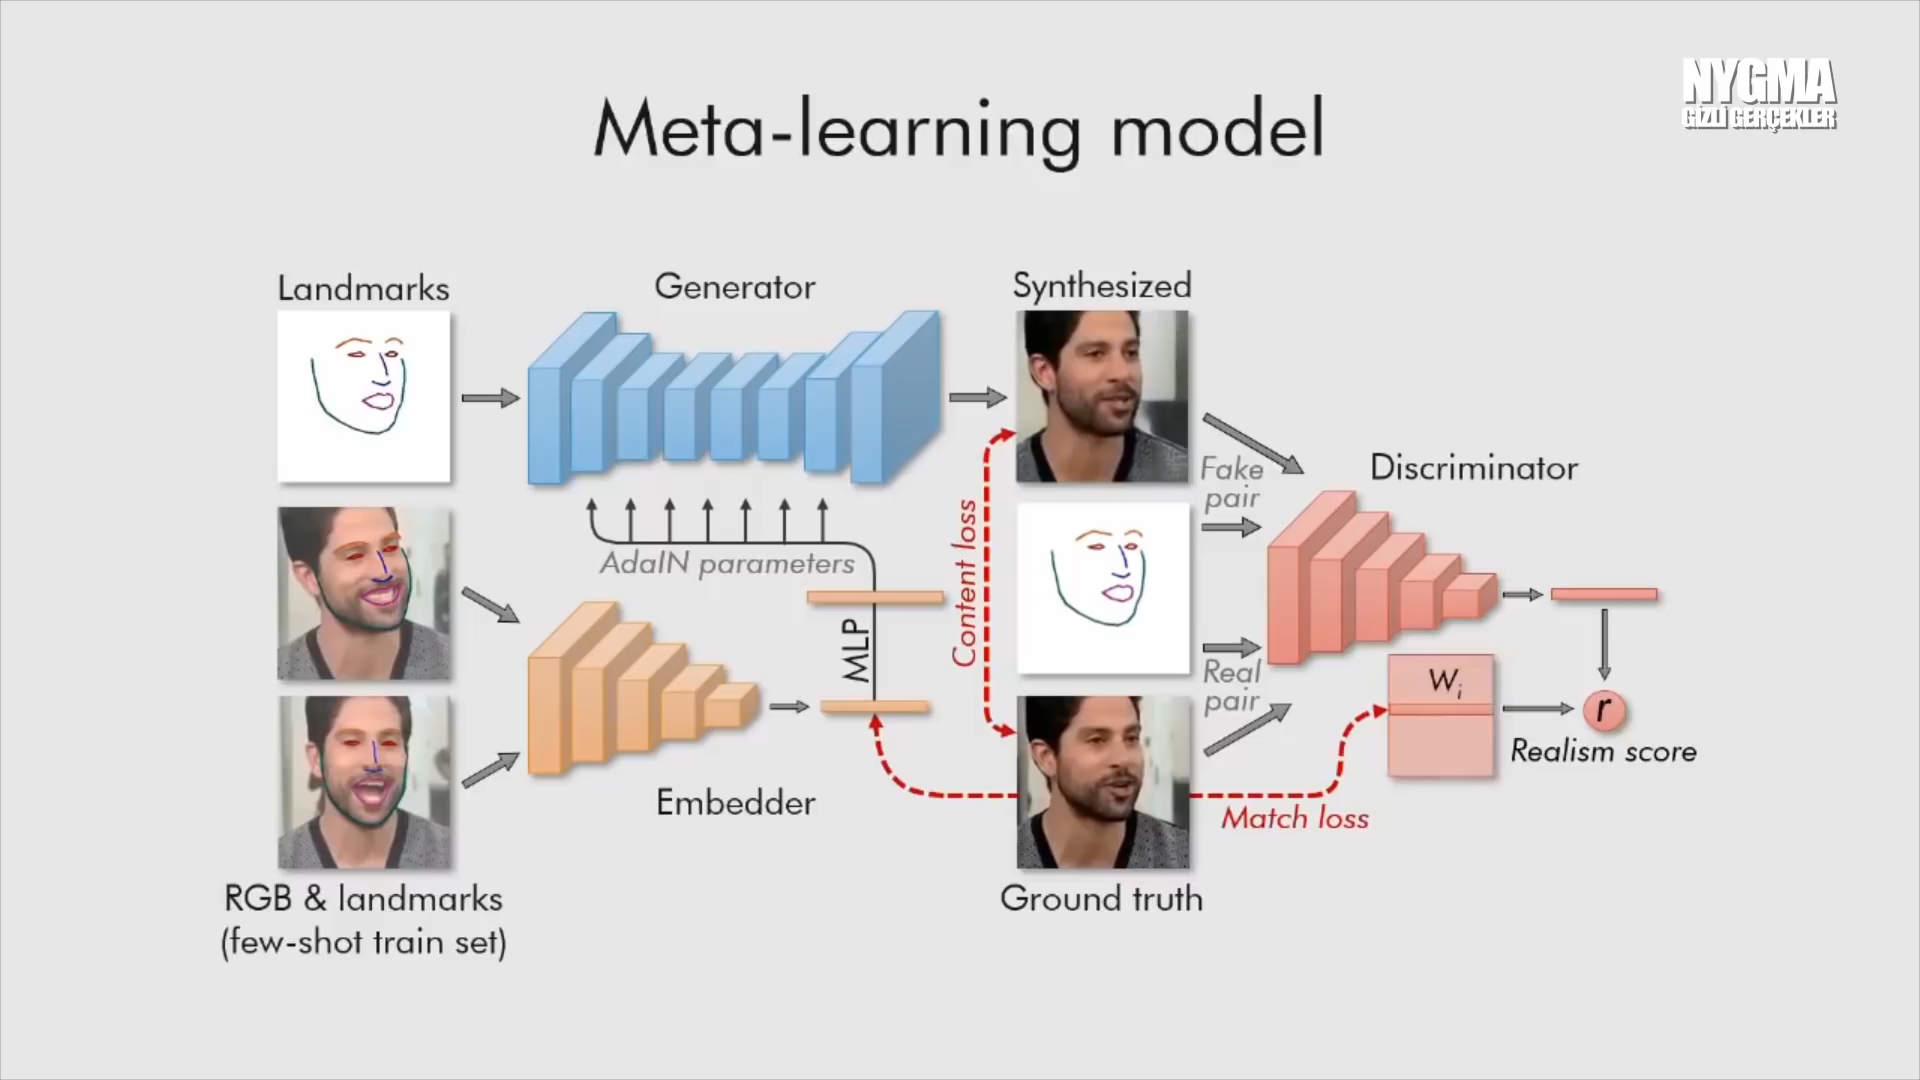 NYGMA
GİZLİ GERÇEKLER
Meta-learning model
Landmarks
Generator
Synthesized
Fake
pair
Discriminator
AdaIN parameters
Content loss
MLP
Real
pair
W_i
r
Realism score
Embedder
Match loss
RGB & landmarks
(few-shot train set)
Ground truth